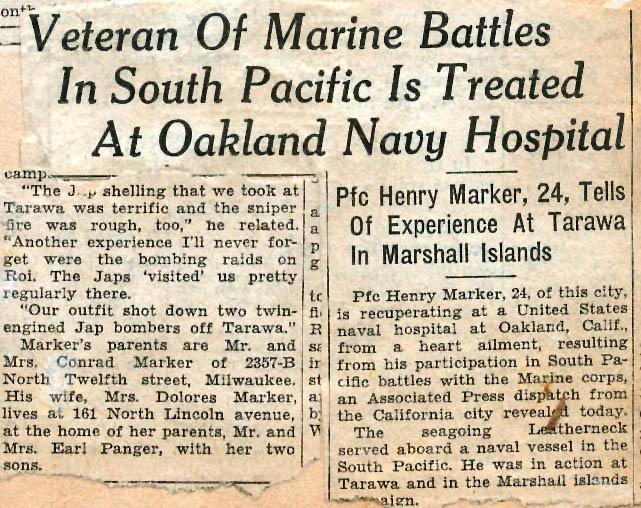 Veteran Of Marine Battles
In South Pacific Is Treated
At Oakland Navy Hospital
Pfc Henry Marker, 24, Tells
Of Experience At Tarawa
In Marshall Islands
Pfc Henry Marker, 24, of this city,
is recuperating at a United States
naval hospital at Oakland, Calif.,
from a heart ailment, resulting
from his participation in South Pa-
cific battles with the Marine corps,
an Associated Press dispatch from
the California city revealed today.
The seagoing Leatherneck
served aboard a naval vessel in the
South Pacific. He was in action at
Tarawa and in the Marshall islands
camp
"The Jap shelling that we took at
Tarawa was terrific and the sniper
fire was rough, too," he related.
"Another experience I'll never for-
get were the bombing raids on
Roi. The Japs 'visited' us pretty
regularly there.
"Our outfit shot down two twin-
engined Jap bombers off Tarawa."
Marker's parents are Mr. and
Mrs. Conrad Marker of 2357-B
North Twelfth street, Milwaukee.
His wife, Mrs. Dolores Marker,
lives at 161 North Lincoln avenue,
at the home of her parents, Mr. and
Mrs. Earl Panger, with her two
sons.